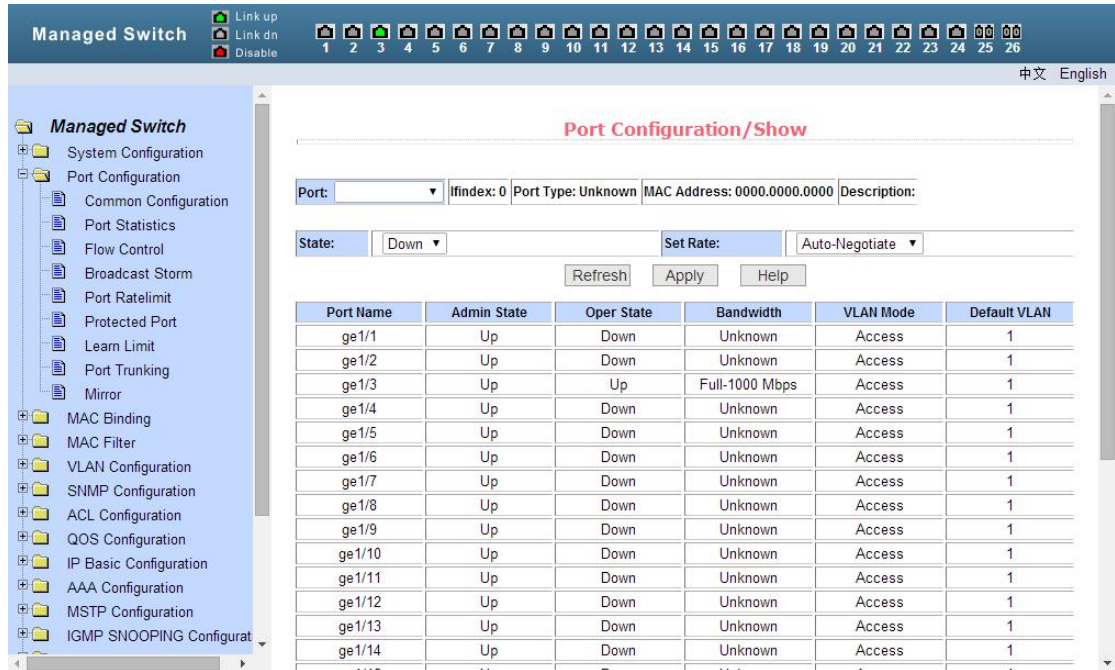 Managed Switch
Link up
Link dn
Disable
1 2 3 4 5 6 7 8 9 10 11 12 13 14 15 16 17 18 19 20 21 22 23 24 25 26
中文 English
Managed Switch
System Configuration
Port Configuration
Common Configuration
Port Statistics
Flow Control
Broadcast Storm
Port Ratelimit
Protected Port
Learn Limit
Port Trunking
Mirror
MAC Binding
MAC Filter
VLAN Configuration
SNMP Configuration
ACL Configuration
QOS Configuration
IP Basic Configuration
AAA Configuration
MSTP Configuration
IGMP SNOOPING Configurat
Port Configuration/Show
Port: Ifindex: 0 Port Type: Unknown MAC Address: 0000.0000.0000 Description:
State: Down Set Rate: Auto-Negotiate
Refresh Apply Help
Port Name Admin State Oper State Bandwidth VLAN Mode Default VLAN
ge1/1 Up Down Unknown Access 1
ge1/2 Up Down Unknown Access 1
ge1/3 Up Up Full-1000 Mbps Access 1
ge1/4 Up Down Unknown Access 1
ge1/5 Up Down Unknown Access 1
ge1/6 Up Down Unknown Access 1
ge1/7 Up Down Unknown Access 1
ge1/8 Up Down Unknown Access 1
ge1/9 Up Down Unknown Access 1
ge1/10 Up Down Unknown Access 1
ge1/11 Up Down Unknown Access 1
ge1/12 Up Down Unknown Access 1
ge1/13 Up Down Unknown Access 1
ge1/14 Up Down Unknown Access 1